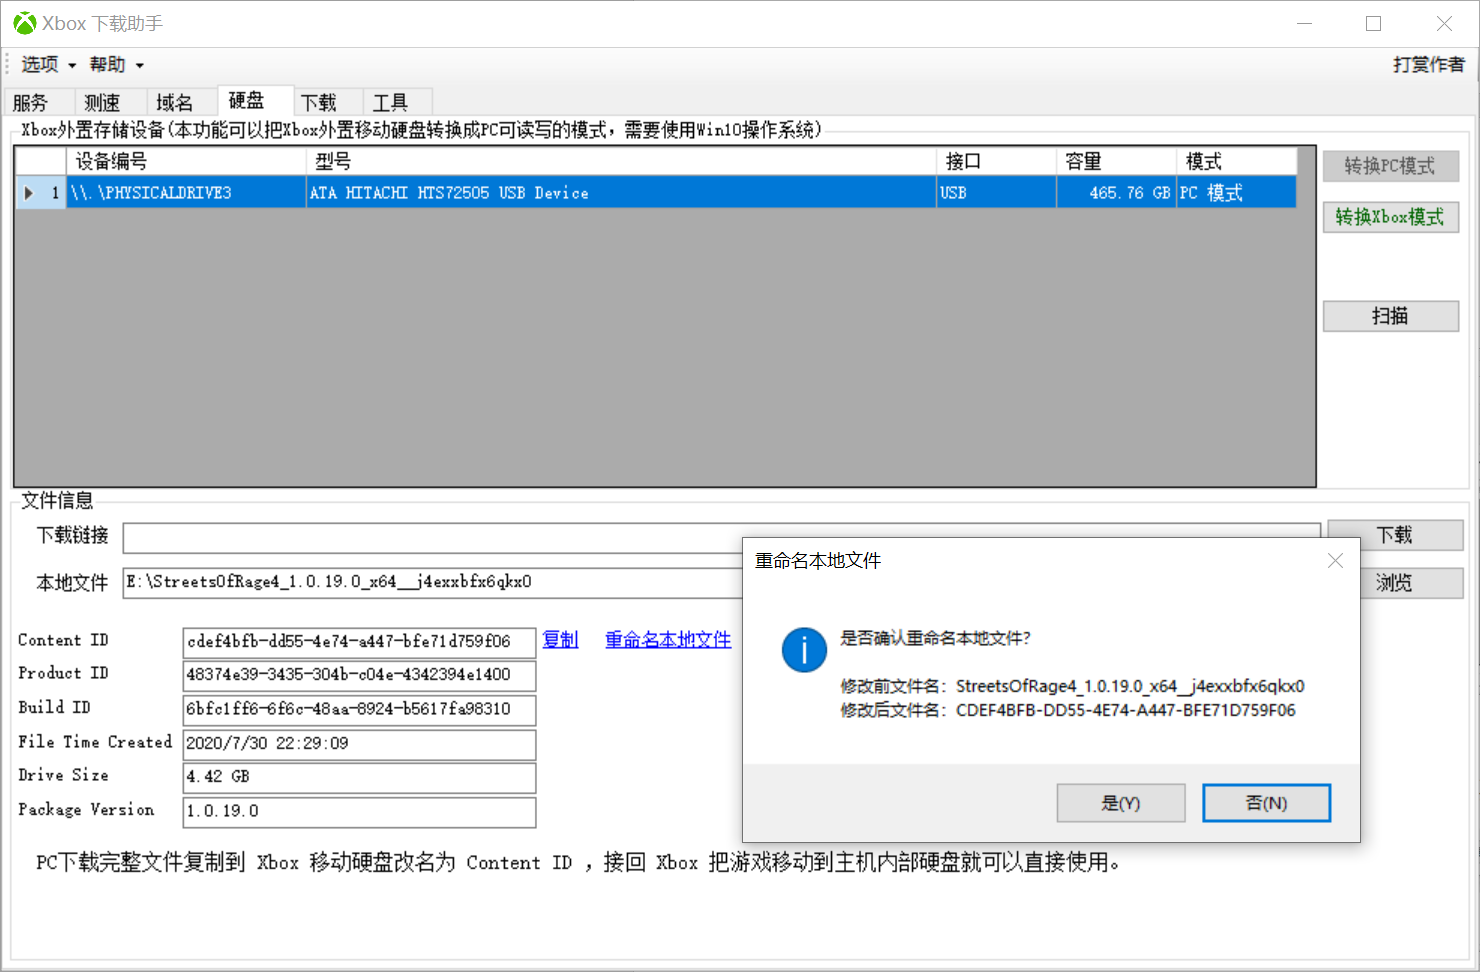 Xbox 下载助手
选项 帮助 打赏作者
服务 测速 域名 硬盘 下载 工具
Xbox外置存储设备(本功能可以把Xbox外置移动硬盘转换成PC可读写的模式，需要使用Win10操作系统)
设备编号 型号 接口 容量 模式
1 \\.\PHYSICALDRIVE3 ATA HITACHI HTS72505 USB Device USB 465.76 GB PC 模式
转换PC模式
转换Xbox模式
扫描
文件信息
下载链接 下载
本地文件 E:\StreetsOfRage4_1.0.19.0_x64__j4exxbfx6qkx0 浏览
Content ID cdef4bfb-dd55-4e74-a447-bfe71d759f06 复制 重命名本地文件
Product ID 48374e39-3435-304b-c04e-4342394e1400
Build ID 6bfc1ff6-6f6c-48aa-8924-b5617fa98310
File Time Created 2020/7/30 22:29:09
Drive Size 4.42 GB
Package Version 1.0.19.0
PC下载完整文件复制到 Xbox 移动硬盘改名为 Content ID ，接回 Xbox 把游戏移动到主机内部硬盘就可以直接使用。
重命名本地文件
是否确认重命名本地文件?
修改前文件名：StreetsOfRage4_1.0.19.0_x64__j4exxbfx6qkx0
修改后文件名：CDEF4BFB-DD55-4E74-A447-BFE71D759F06
是(Y) 否(N)